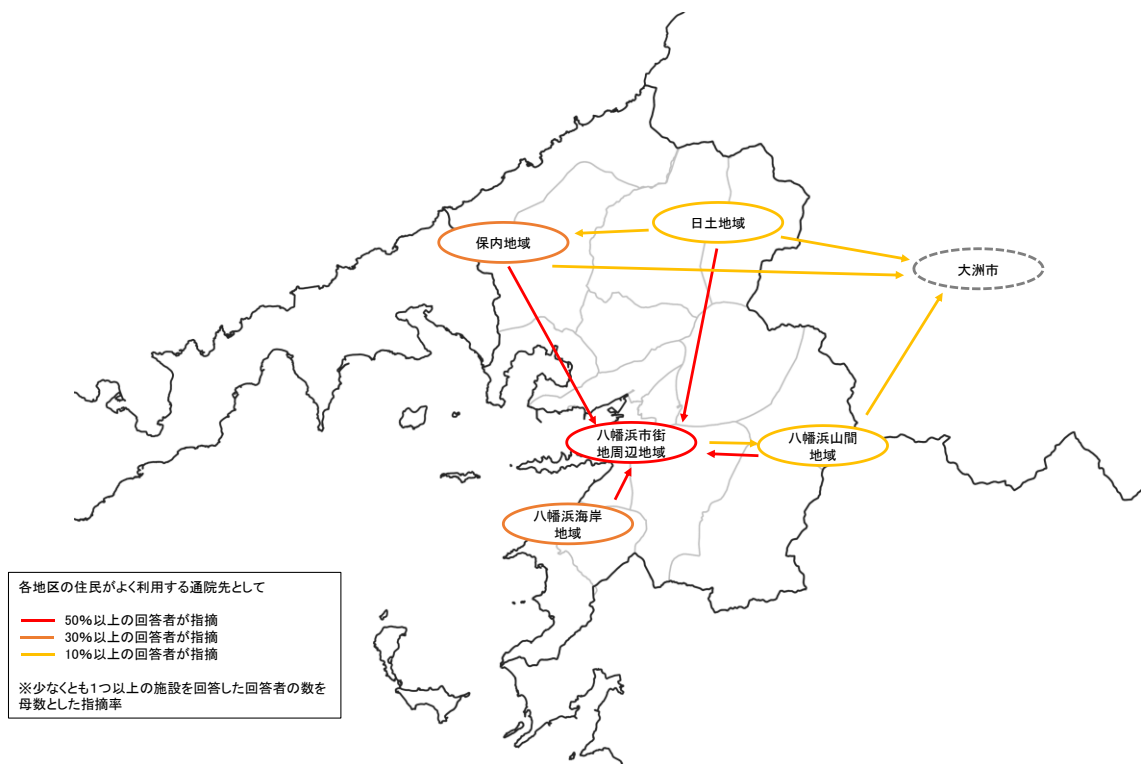 日土地域
保内地域
大洲市
八幡浜市街
地周辺地域
八幡浜山間
地域
八幡浜海岸
地域
各地区の住民がよく利用する通院先として
50%以上の回答者が指摘
30%以上の回答者が指摘
10%以上の回答者が指摘
※少なくとも1つ以上の施設を回答した回答者の数を
母数とした指摘率